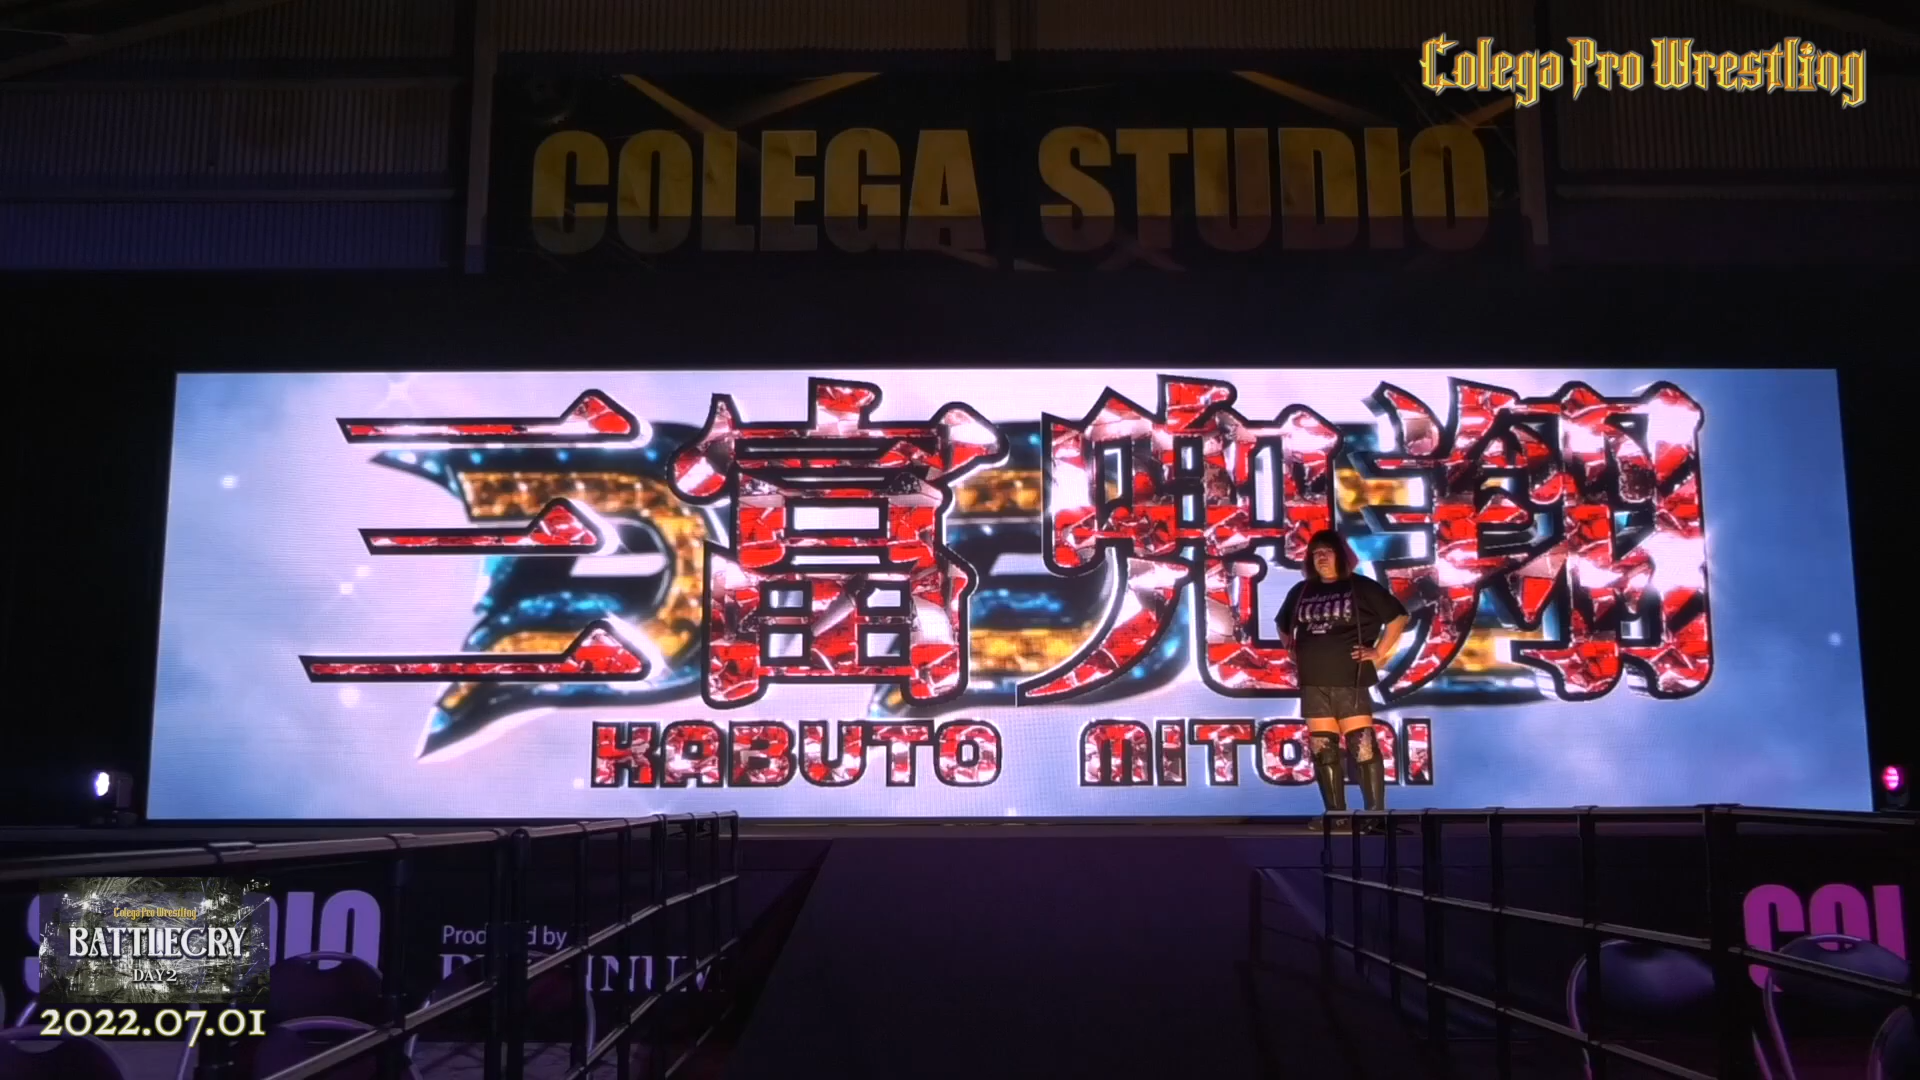 Colega Pro Wrestling
COLEGA STUDIO
三富兜翔
KABUTO MITOMI
Colega Pro Wrestling
BATTLECRY
DAY2
2022.07.01
Produced by
PLATINUM
COL